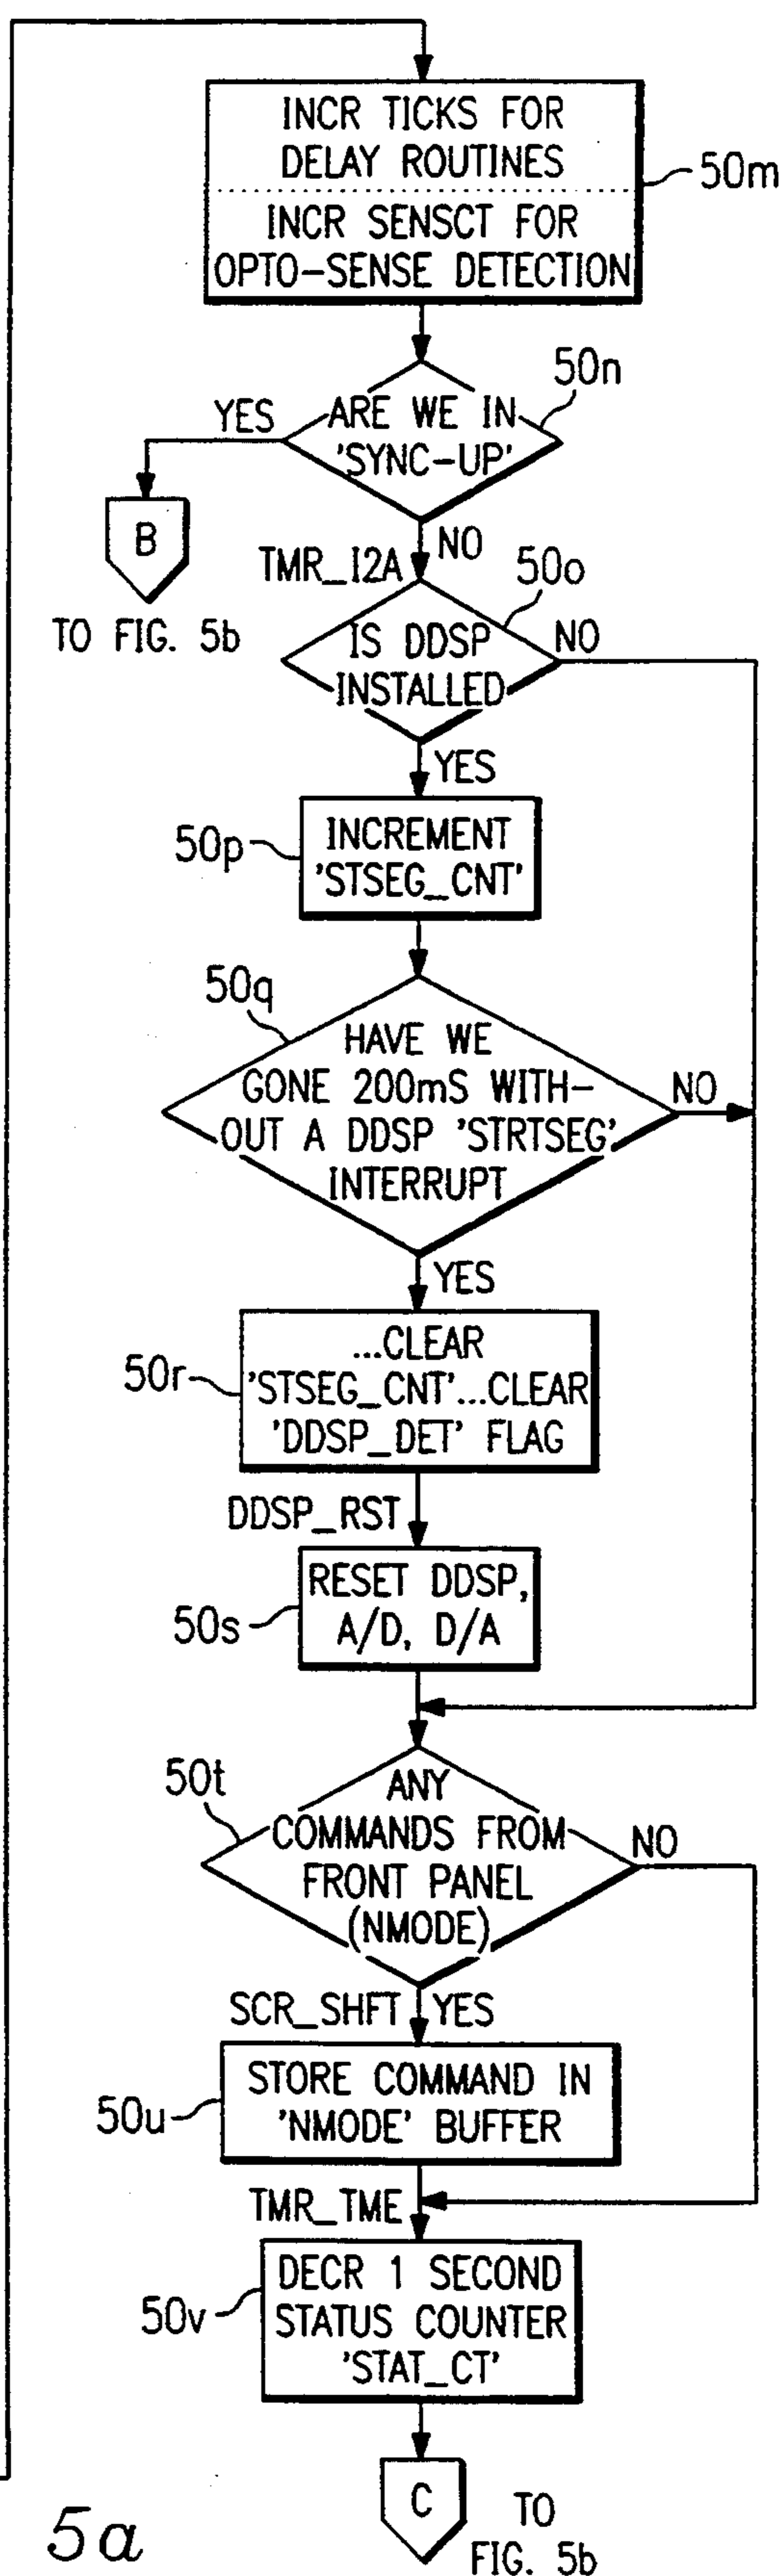 INCR TICKS FOR
DELAY ROUTINES
INCR SENSCT FOR
OPTO-SENSE DETECTION
50m
50n
YES
ARE WE IN
'SYNC-UP'
B
TO FIG. 5b
NO
TMR_I2A
50o
IS DDSP
INSTALLED
NO
YES
50p
INCREMENT
'STSEG_CNT'
50q
HAVE WE
GONE 200mS WITH-
OUT A DDSP 'STRTSEG'
INTERRUPT
NO
YES
50r
...CLEAR
'STSEG_CNT'...CLEAR
'DDSP_DET' FLAG
DDSP_RST
50s
RESET DDSP,
A/D, D/A
50t
ANY
COMMANDS FROM
FRONT PANEL
(NMODE)
NO
SCR_SHFT YES
50u
STORE COMMAND IN
'NMODE' BUFFER
TMR_TME
50v
DECR 1 SECOND
STATUS COUNTER
'STAT_CT'
C
TO
FIG. 5b
5a